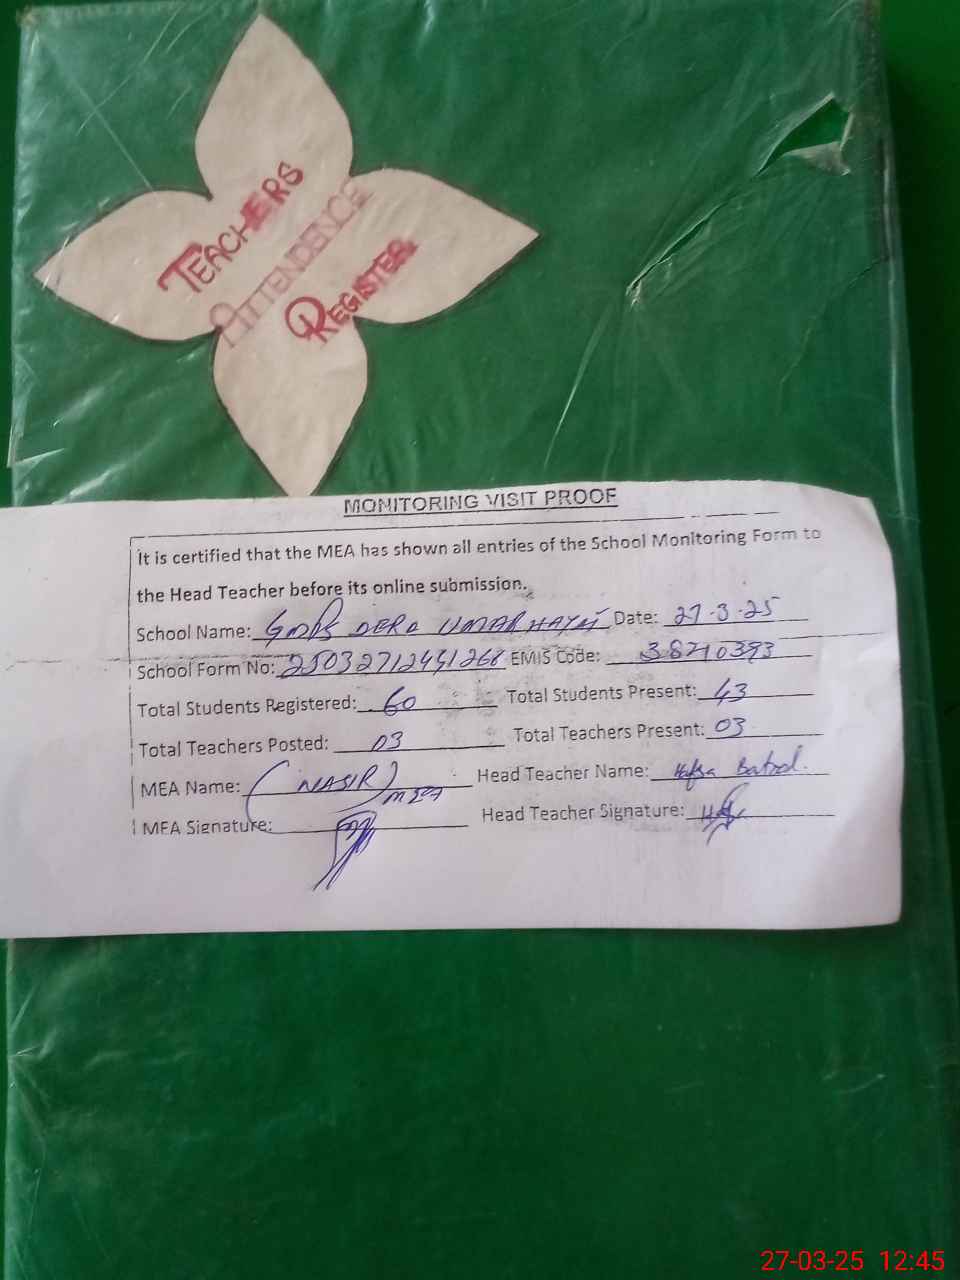 TEACHERS
ATTENDENCE
REGISTER
MONITORING VISIT PROOF
It is certified that the MEA has shown all entries of the School Monitoring Form to
the Head Teacher before its online submission.
School Name: GMPS DERA UMAR HAYAT Date: 27-3-25
School Form No: EMIS Code: 38210393
Total Students Registered: 60 Total Students Present: 43
Total Teachers Posted: 03 Total Teachers Present: 03
MEA Name: (NASIR) MEA Head Teacher Name: Hafsa Batool.
MEA Signature: Head Teacher Signature:
27-03-25 12:45